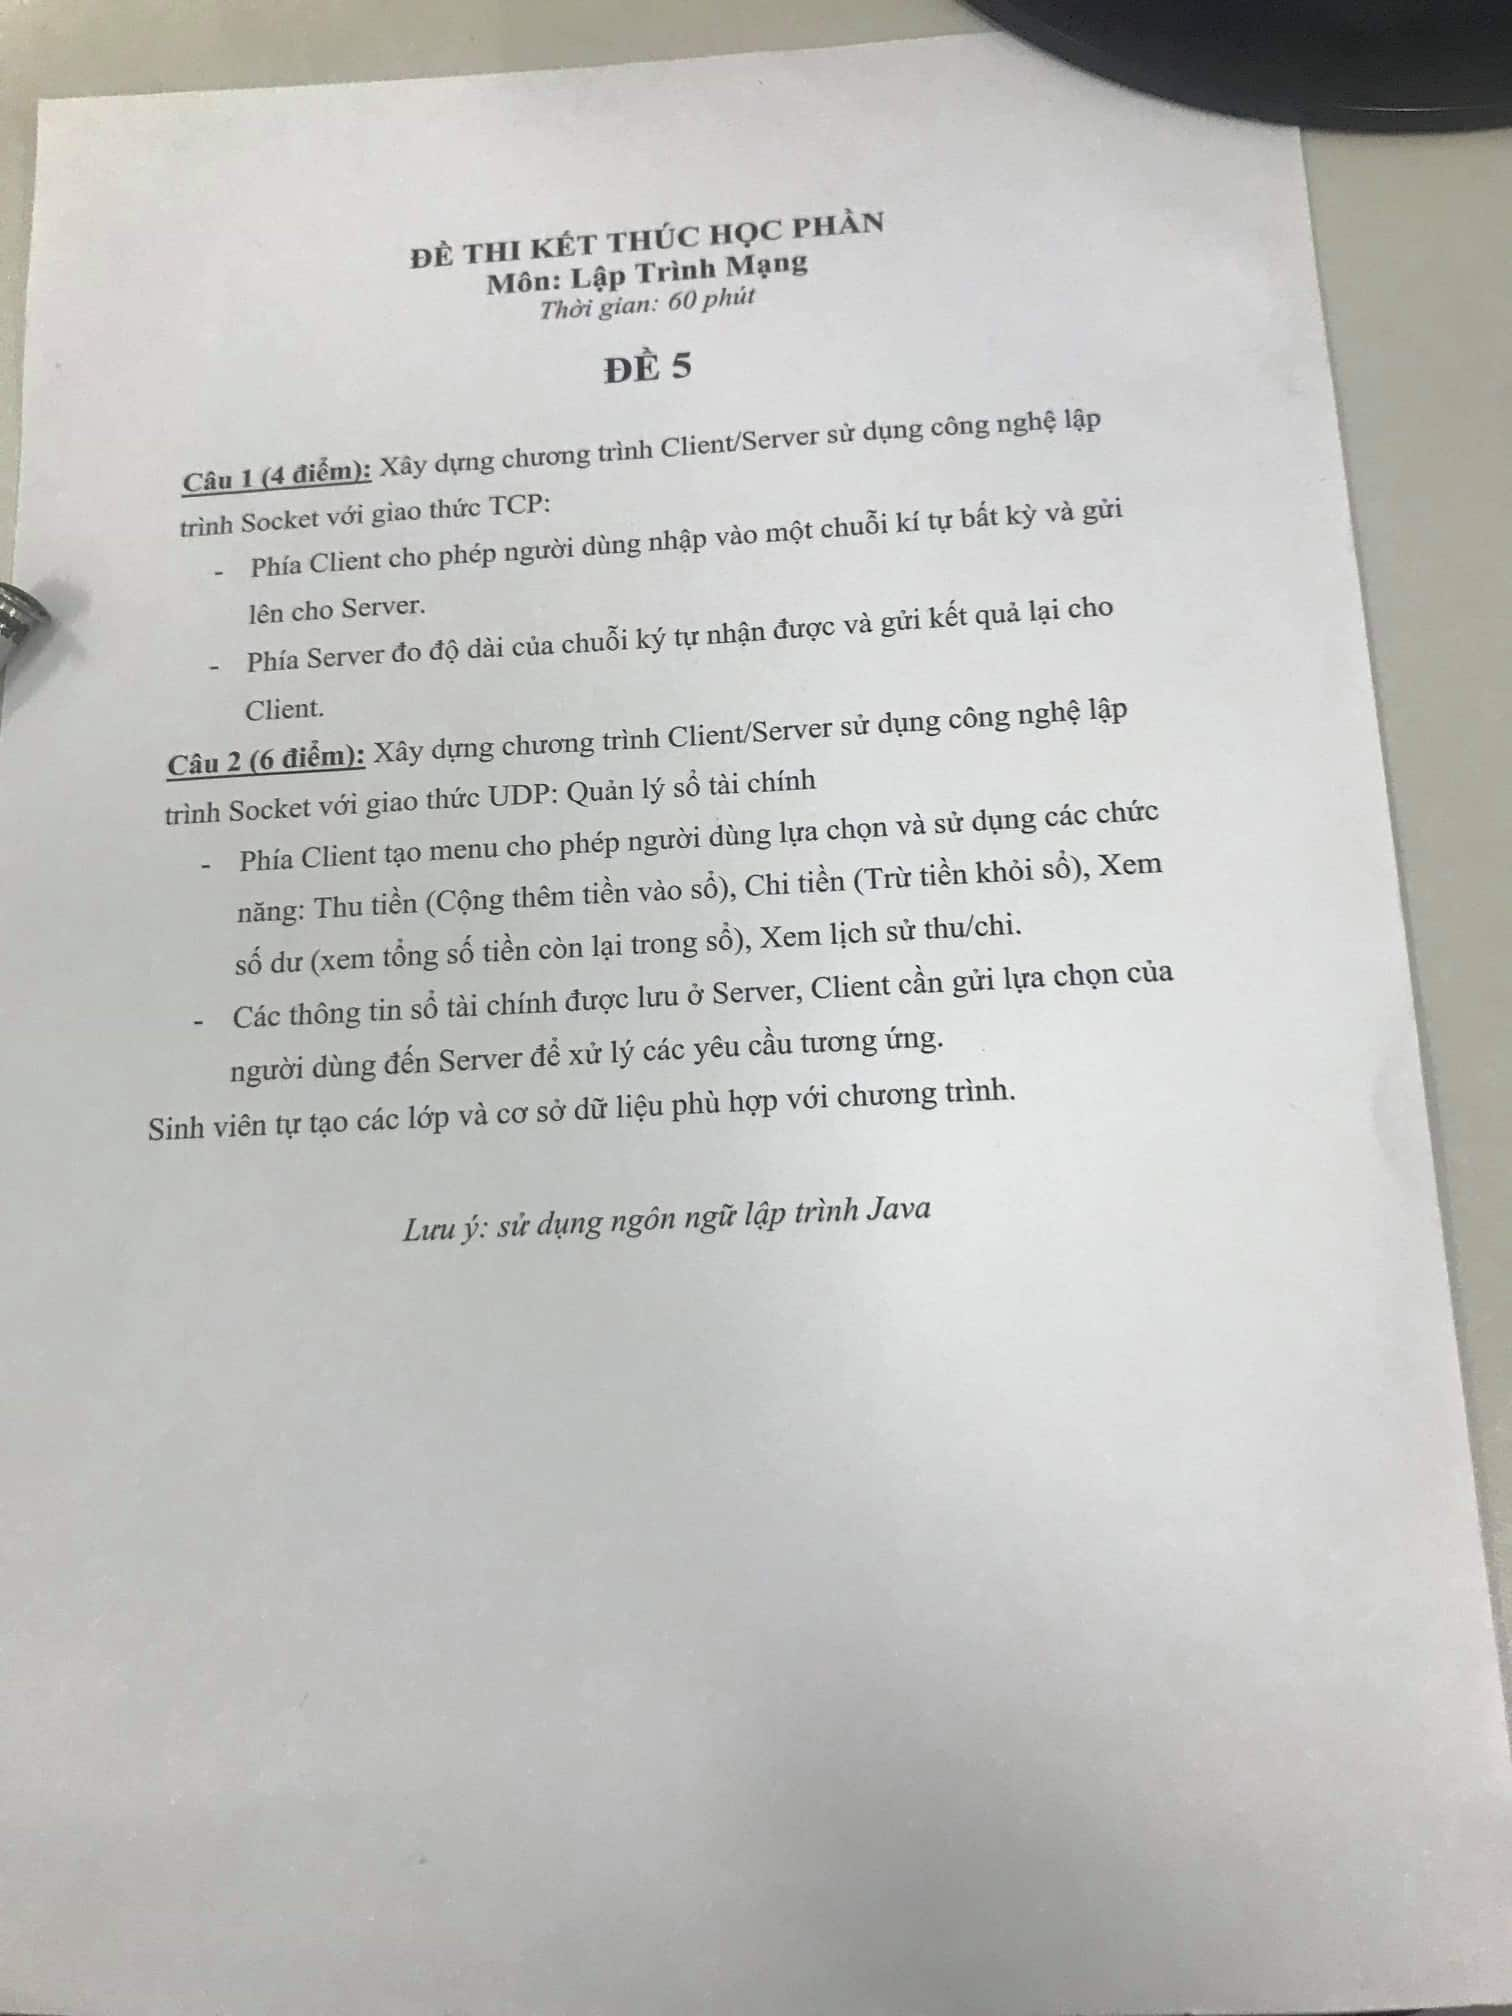 ĐỀ THI KẾT THÚC HỌC PHẦN
Môn: Lập Trình Mạng
Thời gian: 60 phút
ĐỀ 5
Câu 1 (4 điểm): Xây dựng chương trình Client/Server sử dụng công nghệ lập
trình Socket với giao thức TCP:
- Phía Client cho phép người dùng nhập vào một chuỗi kí tự bất kỳ và gửi
lên cho Server.
- Phía Server đo độ dài của chuỗi ký tự nhận được và gửi kết quả lại cho
Client.
Câu 2 (6 điểm): Xây dựng chương trình Client/Server sử dụng công nghệ lập
trình Socket với giao thức UDP: Quản lý sổ tài chính
- Phía Client tạo menu cho phép người dùng lựa chọn và sử dụng các chức
năng: Thu tiền (Cộng thêm tiền vào sổ), Chi tiền (Trừ tiền khỏi sổ), Xem
số dư (xem tổng số tiền còn lại trong sổ), Xem lịch sử thu/chi.
- Các thông tin sổ tài chính được lưu ở Server, Client cần gửi lựa chọn của
người dùng đến Server để xử lý các yêu cầu tương ứng.
Sinh viên tự tạo các lớp và cơ sở dữ liệu phù hợp với chương trình.
Lưu ý: sử dụng ngôn ngữ lập trình Java